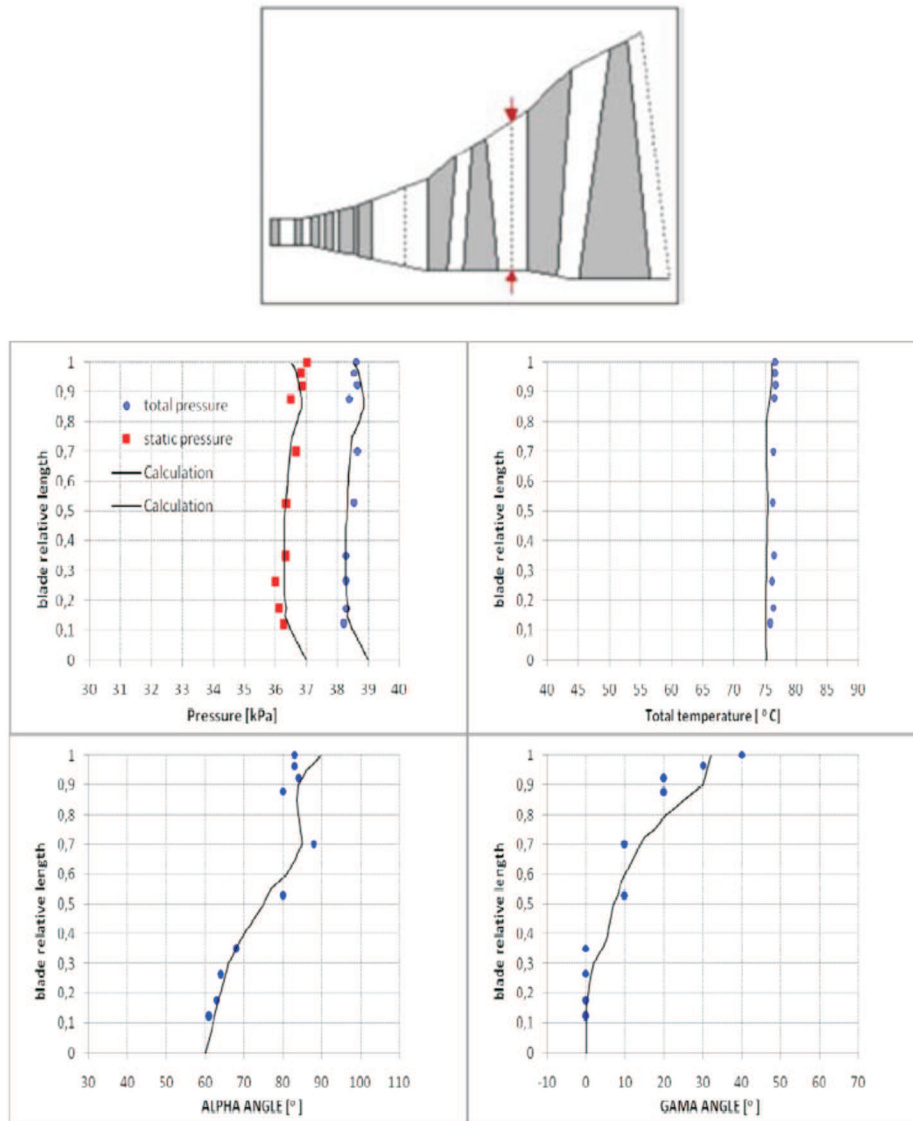 1
0,9
0,8
0,7
0,6
0,5
0,4
0,3
0,2
0,1
0
blade relative length
total pressure
static pressure
Calculation
Calculation
30 31 32 33 34 35 36 37 38 39 40
Pressure [kPa]
1
0,9
0,8
0,7
0,6
0,5
0,4
0,3
0,2
0,1
0
blade relative length
40 45 50 55 60 65 70 75 80 85 90
Total temperature [ °C]
1
0,9
0,8
0,7
0,6
0,5
0,4
0,3
0,2
0,1
0
blade relative length
30 40 50 60 70 80 90 100 110
ALPHA ANGLE [°]
1
0,9
0,8
0,7
0,6
0,5
0,4
0,3
0,2
0,1
0
blade relative length
-10 0 10 20 30 40 50 60 70
GAMA ANGLE [°]